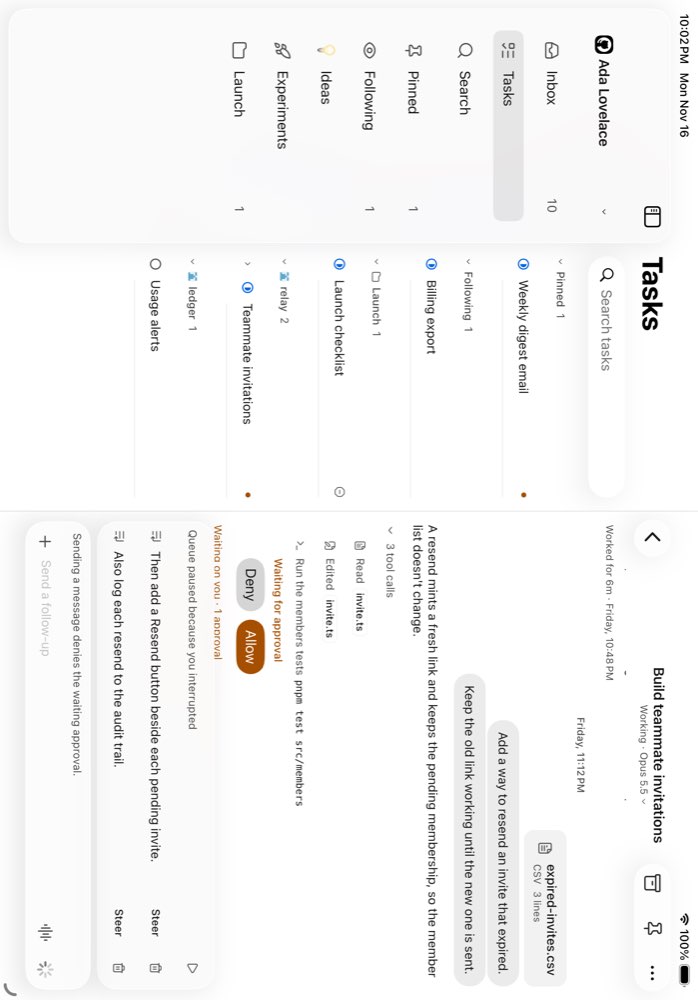 10:02 PM Mon Nov 16
100%
Ada Lovelace
Inbox 10
Tasks
Search
Pinned 1
Following 1
Ideas
Experiments
Launch 1
Tasks
Search tasks
Pinned 1
Weekly digest email
Following 1
Billing export
Launch 1
Launch checklist
relay 2
Teammate invitations
ledger 1
Usage alerts
Build teammate invitations
Working · Opus 5.5
Worked for 6m · Friday, 10:48 PM
Friday, 11:12 PM
expired-invites.csv
CSV 3 lines
Add a way to resend an invite that expired.
Keep the old link working until the new one is sent.
A resend mints a fresh link and keeps the pending membership, so the member
list doesn't change.
3 tool calls
Read invite.ts
Edited invite.ts
Run the members tests pnpm test src/members
Waiting for approval
Deny Allow
Waiting on you · 1 approval
Queue paused because you interrupted
Then add a Resend button beside each pending invite. Steer
Also log each resend to the audit trail. Steer
Sending a message denies the waiting approval.
Send a follow-up